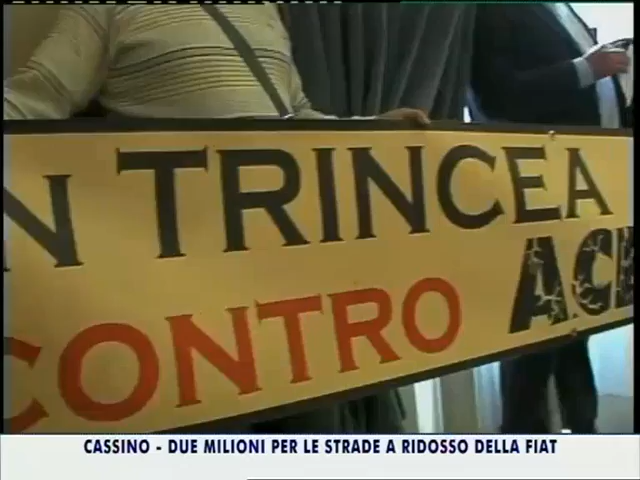 N TRINCEA
CONTRO
CASSINO - DUE MILIONI PER LE STRADE A RIDOSSO DELLA FIAT